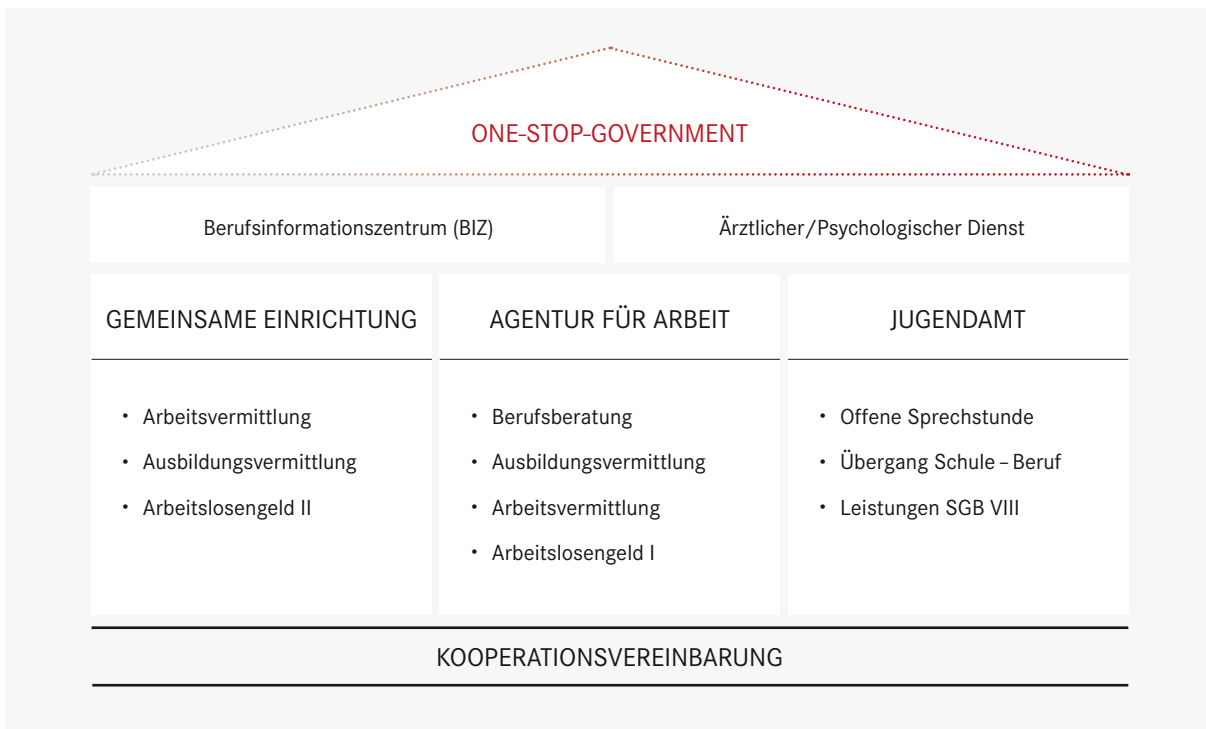 ONE-STOP-GOVERNMENT
Berufsinformationszentrum (BIZ)
Ärztlicher/Psychologischer Dienst
GEMEINSAME EINRICHTUNG
• Arbeitsvermittlung
• Ausbildungsvermittlung
• Arbeitslosengeld II
AGENTUR FÜR ARBEIT
• Berufsberatung
• Ausbildungsvermittlung
• Arbeitsvermittlung
• Arbeitslosengeld I
JUGENDAMT
• Offene Sprechstunde
• Übergang Schule – Beruf
• Leistungen SGB VIII
KOOPERATIONSVEREINBARUNG